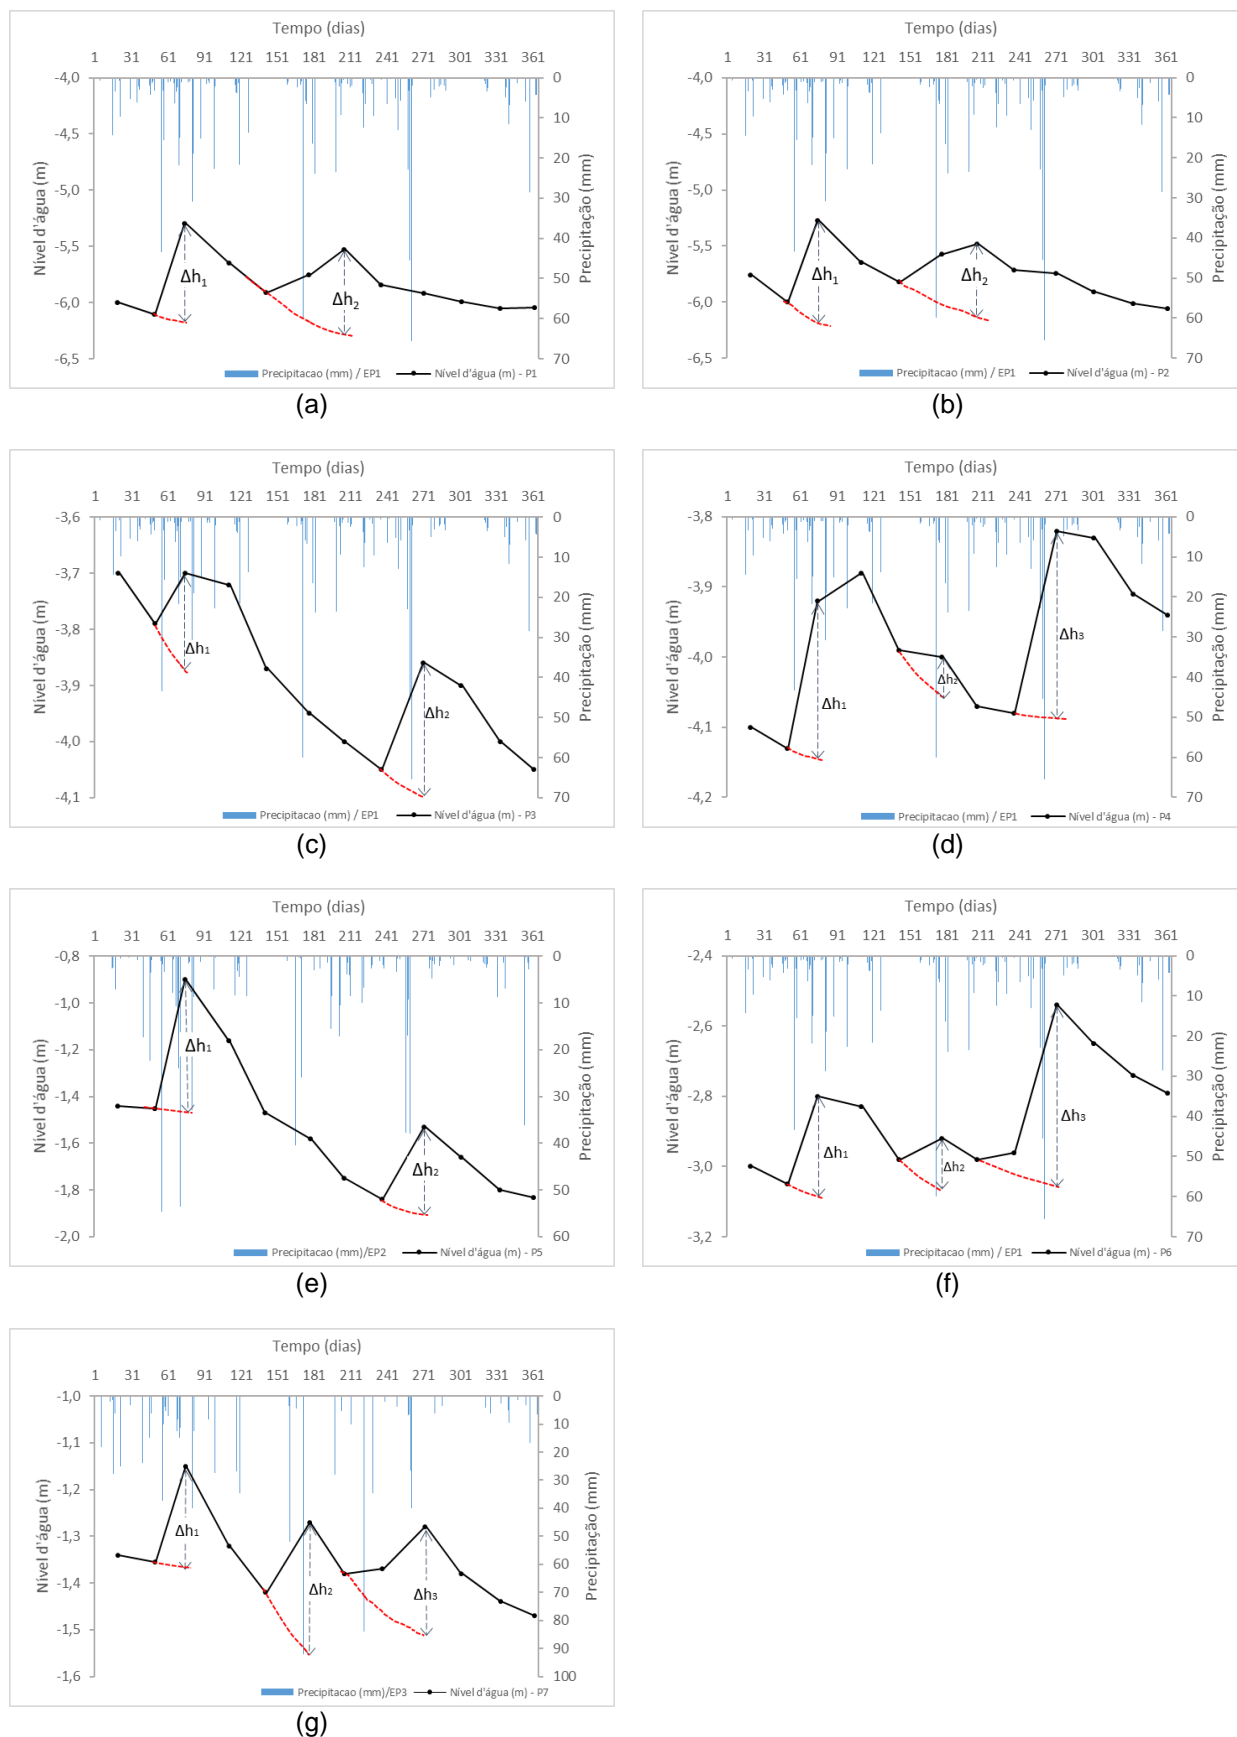 Tempo (dias)
1 31 61 91 121 151 181 211 241 271 301 331 361
Nível d'água (m)
-4,0
-4,5
-5,0
-5,5
-6,0
-6,5
Δh1
Δh2
0
10
20
30
40
50
60
70
Precipitação (mm)
Precipitacao (mm) / EP1 Nível d'água (m) - P1
(a)
Tempo (dias)
1 31 61 91 121 151 181 211 241 271 301 331 361
Nível d'água (m)
-4,0
-4,5
-5,0
-5,5
-6,0
-6,5
Δh1
Δh2
0
10
20
30
40
50
60
70
Precipitação (mm)
Precipitacao (mm) / EP1 Nível d'água (m) - P2
(b)
Tempo (dias)
1 31 61 91 121 151 181 211 241 271 301 331 361
Nível d'água (m)
-3,6
-3,7
-3,8
-3,9
-4,0
-4,1
Δh1
Δh2
0
10
20
30
40
50
60
70
Precipitação (mm)
Precipitacao (mm) / EP1 Nível d'água (m) - P3
(c)
Tempo (dias)
1 31 61 91 121 151 181 211 241 271 301 331 361
Nível d'água (m)
-3,8
-3,9
-4,0
-4,1
-4,2
Δh1
Δh2
Δh3
0
10
20
30
40
50
60
70
Precipitação (mm)
Precipitacao (mm) / EP1 Nível d'água (m) - P4
(d)
Tempo (dias)
1 31 61 91 121 151 181 211 241 271 301 331 361
Nível d'água (m)
-0,8
-1,0
-1,2
-1,4
-1,6
-1,8
-2,0
Δh1
Δh2
0
10
20
30
40
50
60
Precipitação (mm)
Precipitacao (mm)/EP2 Nível d'água (m) - P5
(e)
Tempo (dias)
1 31 61 91 121 151 181 211 241 271 301 331 361
Nível d'água (m)
-2,4
-2,6
-2,8
-3,0
-3,2
Δh1
Δh2
Δh3
0
10
20
30
40
50
60
70
Precipitação (mm)
Precipitacao (mm) / EP1 Nível d'água (m) - P6
(f)
Tempo (dias)
1 31 61 91 121 151 181 211 241 271 301 331 361
Nível d'água (m)
-1,0
-1,1
-1,2
-1,3
-1,4
-1,5
-1,6
Δh1
Δh2
Δh3
0
10
20
30
40
50
60
70
80
90
100
Precipitação (mm)
Precipitacao (mm)/EP3 Nível d'água (m) - P7
(g)